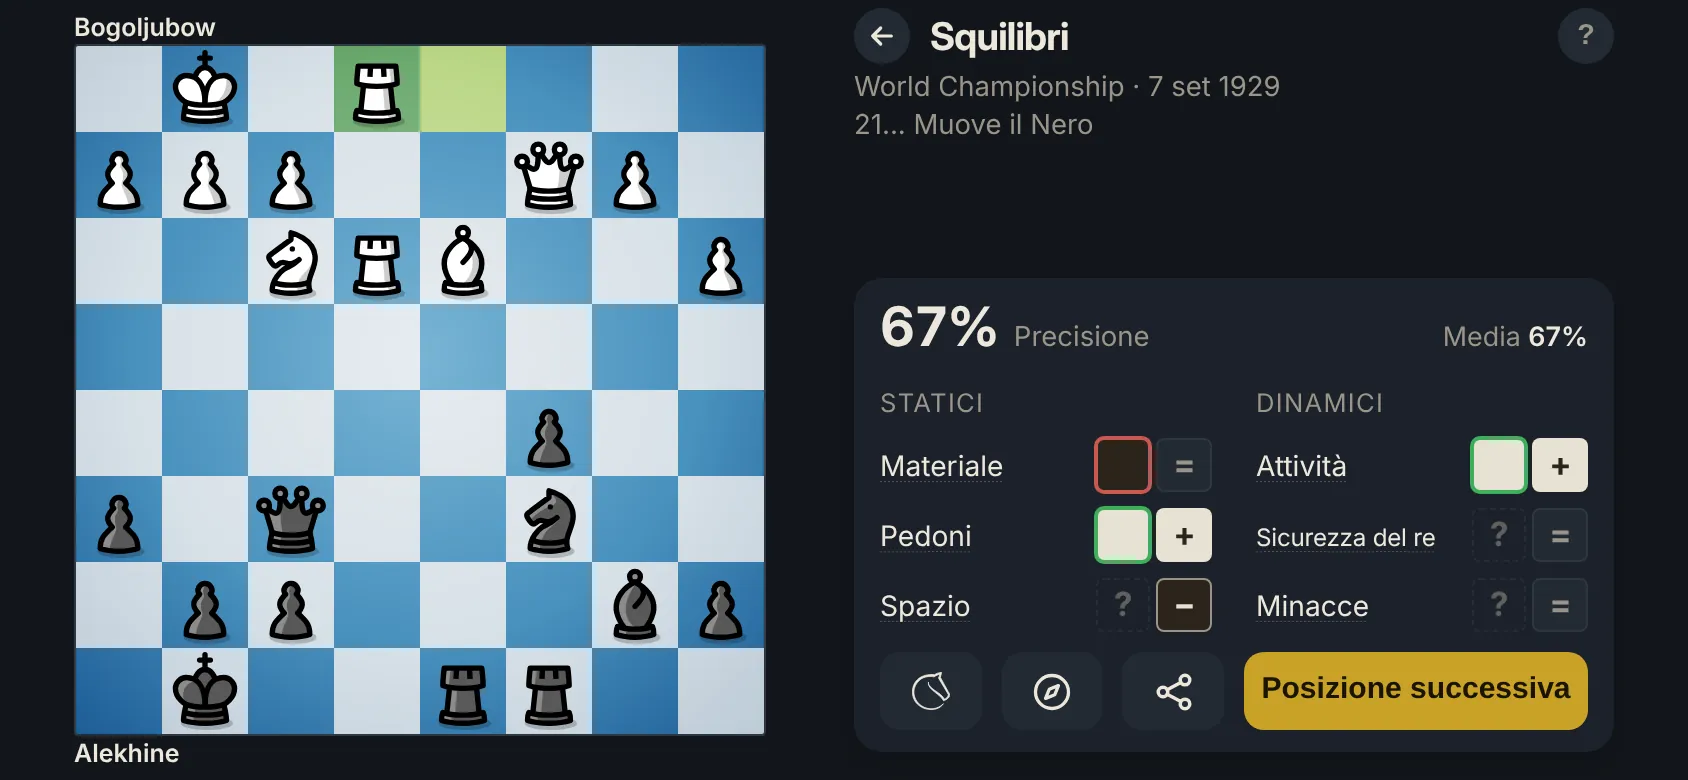 Bogoljubow
Alekhine
Squilibri
?
World Championship · 7 set 1929
21... Muove il Nero
67% Precisione
Media 67%
STATICI
Materiale =
Pedoni +
Spazio ? −
DINAMICI
Attività +
Sicurezza del re ? =
Minacce ? =
Posizione successiva